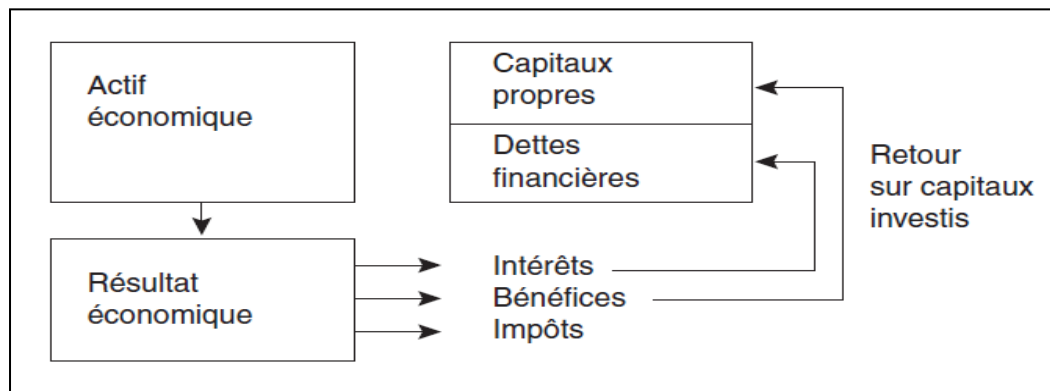 Actif
économique
Capitaux
propres
Dettes
financières
Retour
sur capitaux
investis
Résultat
économique
Intérêts
Bénéfices
Impôts